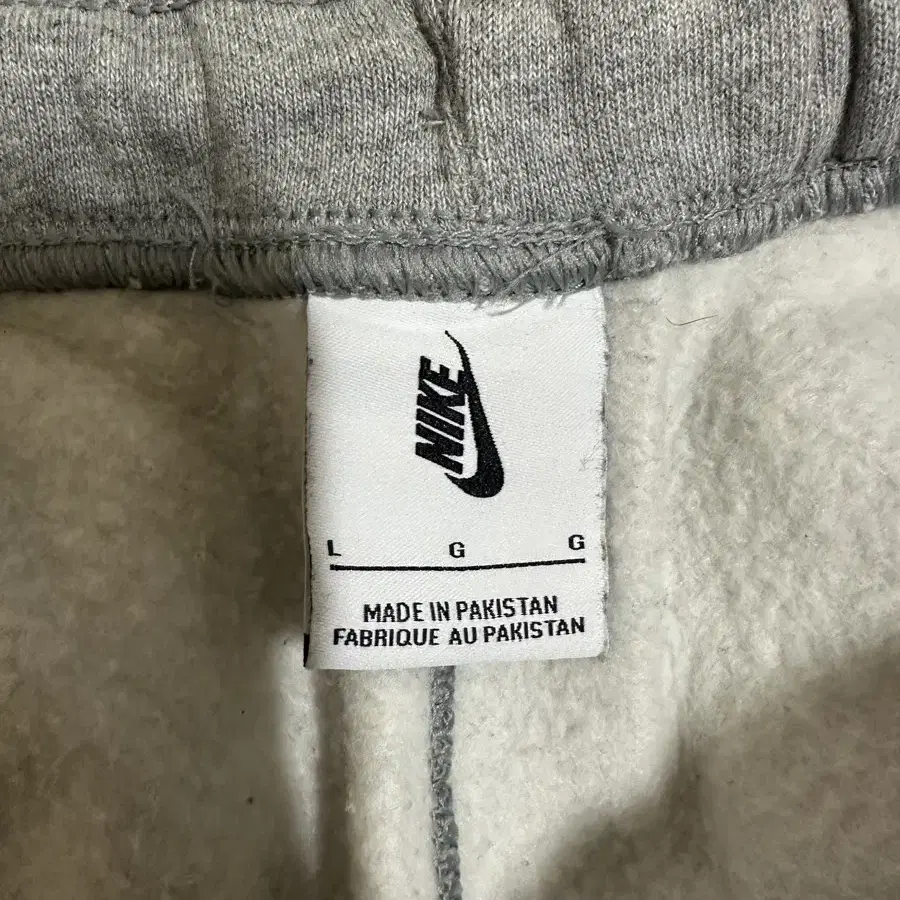 NIKE
L G G
MADE IN PAKISTAN
FABRIQUE AU PAKISTAN